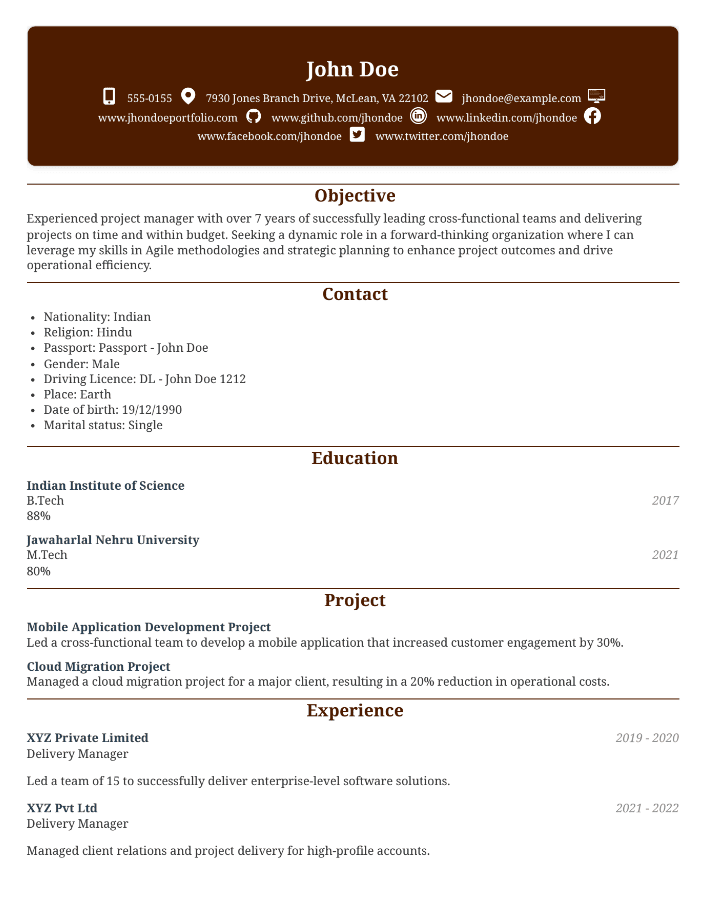 John Doe
555-0155 7930 Jones Branch Drive, McLean, VA 22102 jhondoe@example.com
www.jhondoeportfolio.com www.github.com/jhondoe www.linkedin.com/jhondoe
www.facebook.com/jhondoe www.twitter.com/jhondoe
Objective
Experienced project manager with over 7 years of successfully leading cross-functional teams and delivering
projects on time and within budget. Seeking a dynamic role in a forward-thinking organization where I can
leverage my skills in Agile methodologies and strategic planning to enhance project outcomes and drive
operational efficiency.
Contact
• Nationality: Indian
• Religion: Hindu
• Passport: Passport - John Doe
• Gender: Male
• Driving Licence: DL - John Doe 1212
• Place: Earth
• Date of birth: 19/12/1990
• Marital status: Single
Education
Indian Institute of Science
B.Tech 2017
88%
Jawaharlal Nehru University
M.Tech 2021
80%
Project
Mobile Application Development Project
Led a cross-functional team to develop a mobile application that increased customer engagement by 30%.
Cloud Migration Project
Managed a cloud migration project for a major client, resulting in a 20% reduction in operational costs.
Experience
XYZ Private Limited 2019 - 2020
Delivery Manager
Led a team of 15 to successfully deliver enterprise-level software solutions.
XYZ Pvt Ltd 2021 - 2022
Delivery Manager
Managed client relations and project delivery for high-profile accounts.